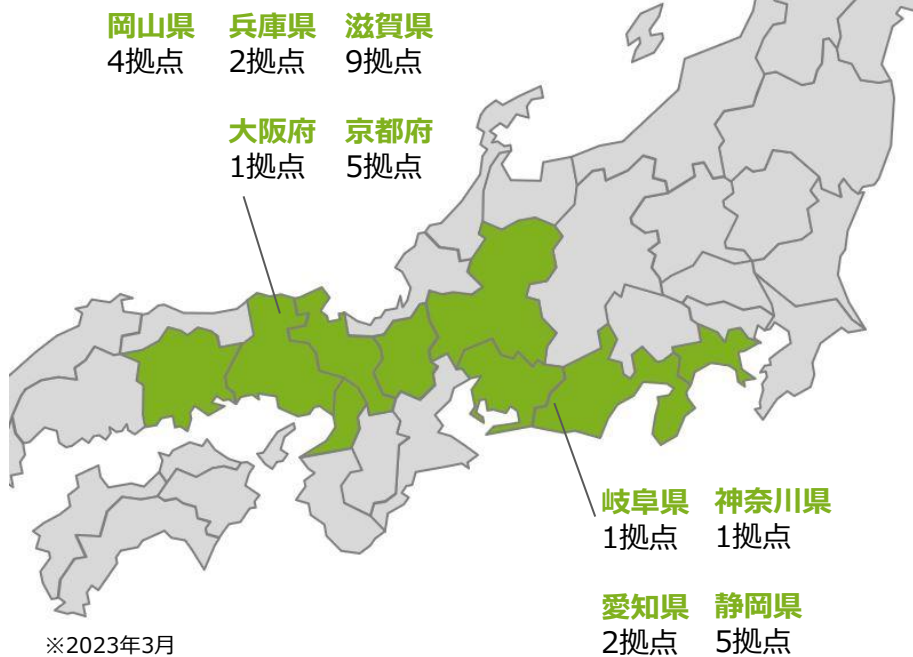 岡山県 兵庫県 滋賀県
4拠点 2拠点 9拠点
大阪府 京都府
1拠点 5拠点
岐阜県 神奈川県
1拠点 1拠点
愛知県 静岡県
2拠点 5拠点
※2023年3月